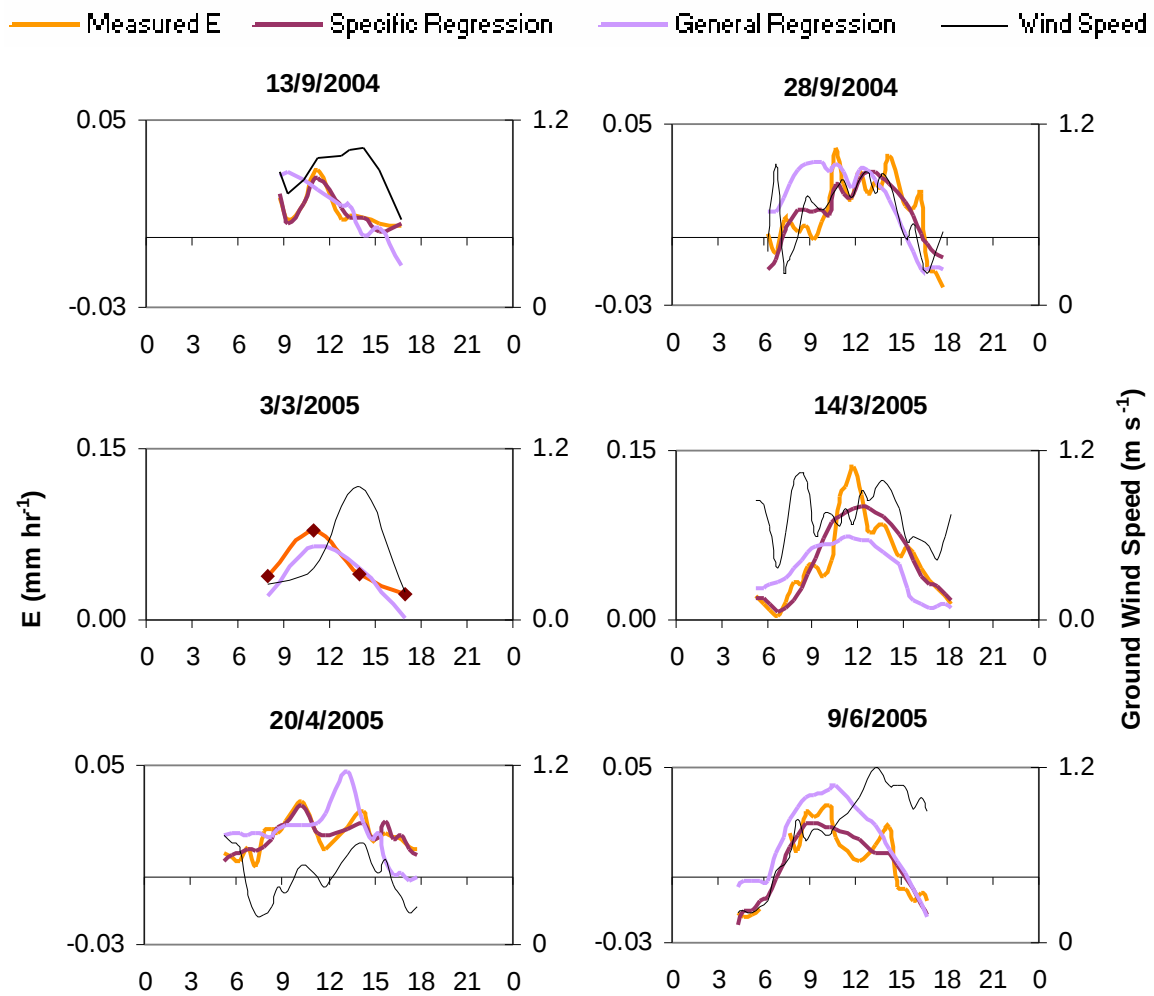 Measured E Specific Regression General Regression Wind Speed
13/9/2004
28/9/2004
0.05 1.2 0.05 1.2
-0.03 0 -0.03 0
0 3 6 9 12 15 18 21 0 0 3 6 9 12 15 18 21 0
3/3/2005
14/3/2005
0.15 1.2 0.15 1.2
0.00 0.0 0.00 0.0
0 3 6 9 12 15 18 21 0 0 3 6 9 12 15 18 21 0
E (mm hr-1)
Ground Wind Speed (m s-1)
20/4/2005
9/6/2005
0.05 1.2 0.05 1.2
-0.03 0 -0.03 0
0 3 6 9 12 15 18 21 0 0 3 6 9 12 15 18 21 0